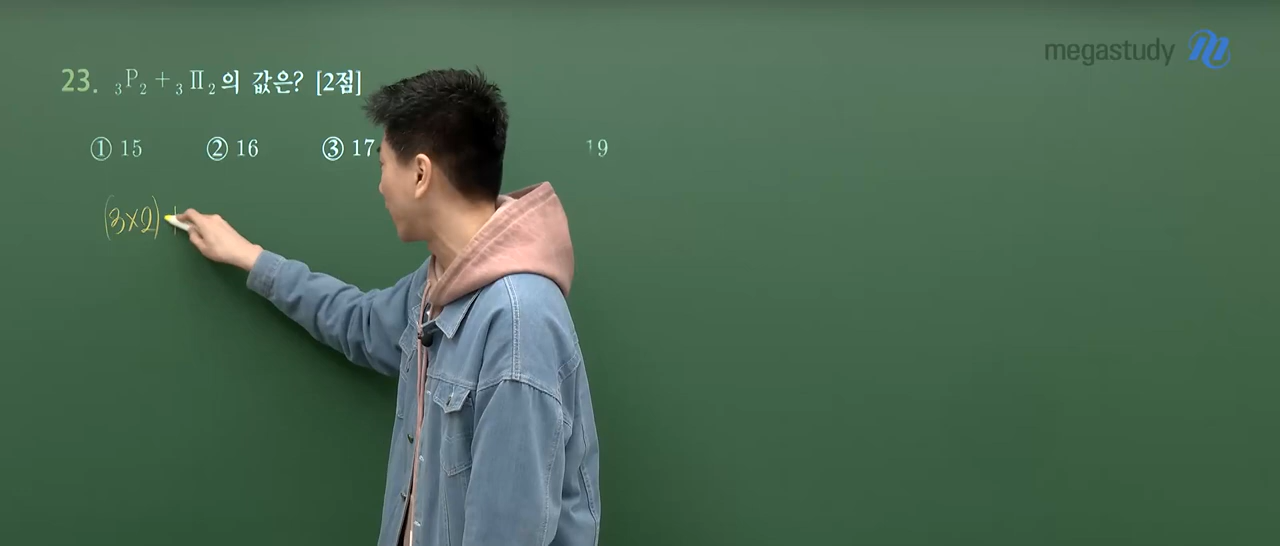 megastudy
23. ₃P₂ + ₃Π₂의 값은? [2점]
① 15 ② 16 ③ 17 19
(3×2) +